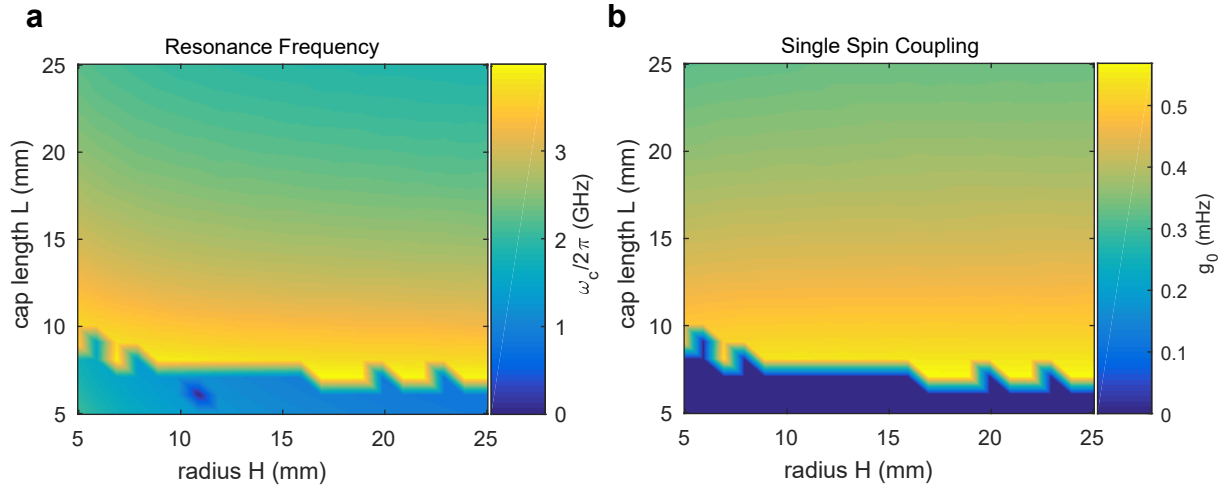 a
Resonance Frequency
25
20
15
10
5
cap length L (mm)
5 10 15 20 25
radius H (mm)
3
2
1
0
ω_c/2π (GHz)
b
Single Spin Coupling
25
20
15
10
5
cap length L (mm)
5 10 15 20 25
radius H (mm)
0.5
0.4
0.3
0.2
0.1
0
g_0 (mHz)